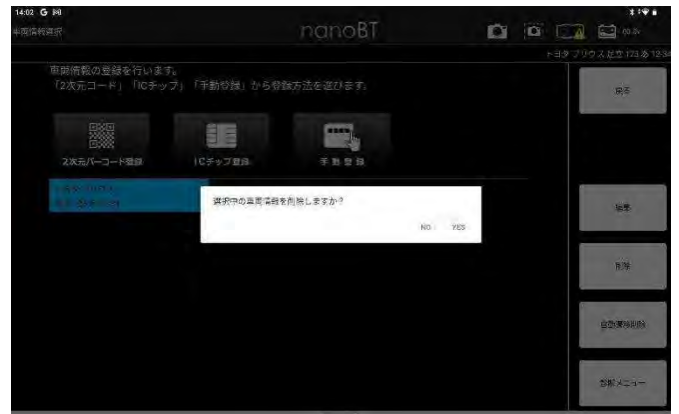 14:02 G
車両情報選択
nanoBT
トヨタ プリウス 足立 123 あ 1234
車両情報の登録を行います。
「2次元コード」「ICチップ」「手動登録」から登録方法を選びます。
戻る
2次元バーコード登録
ICチップ登録
手動登録
選択中の車両情報を削除しますか?
NO
YES
編集
削除
診断メニュー